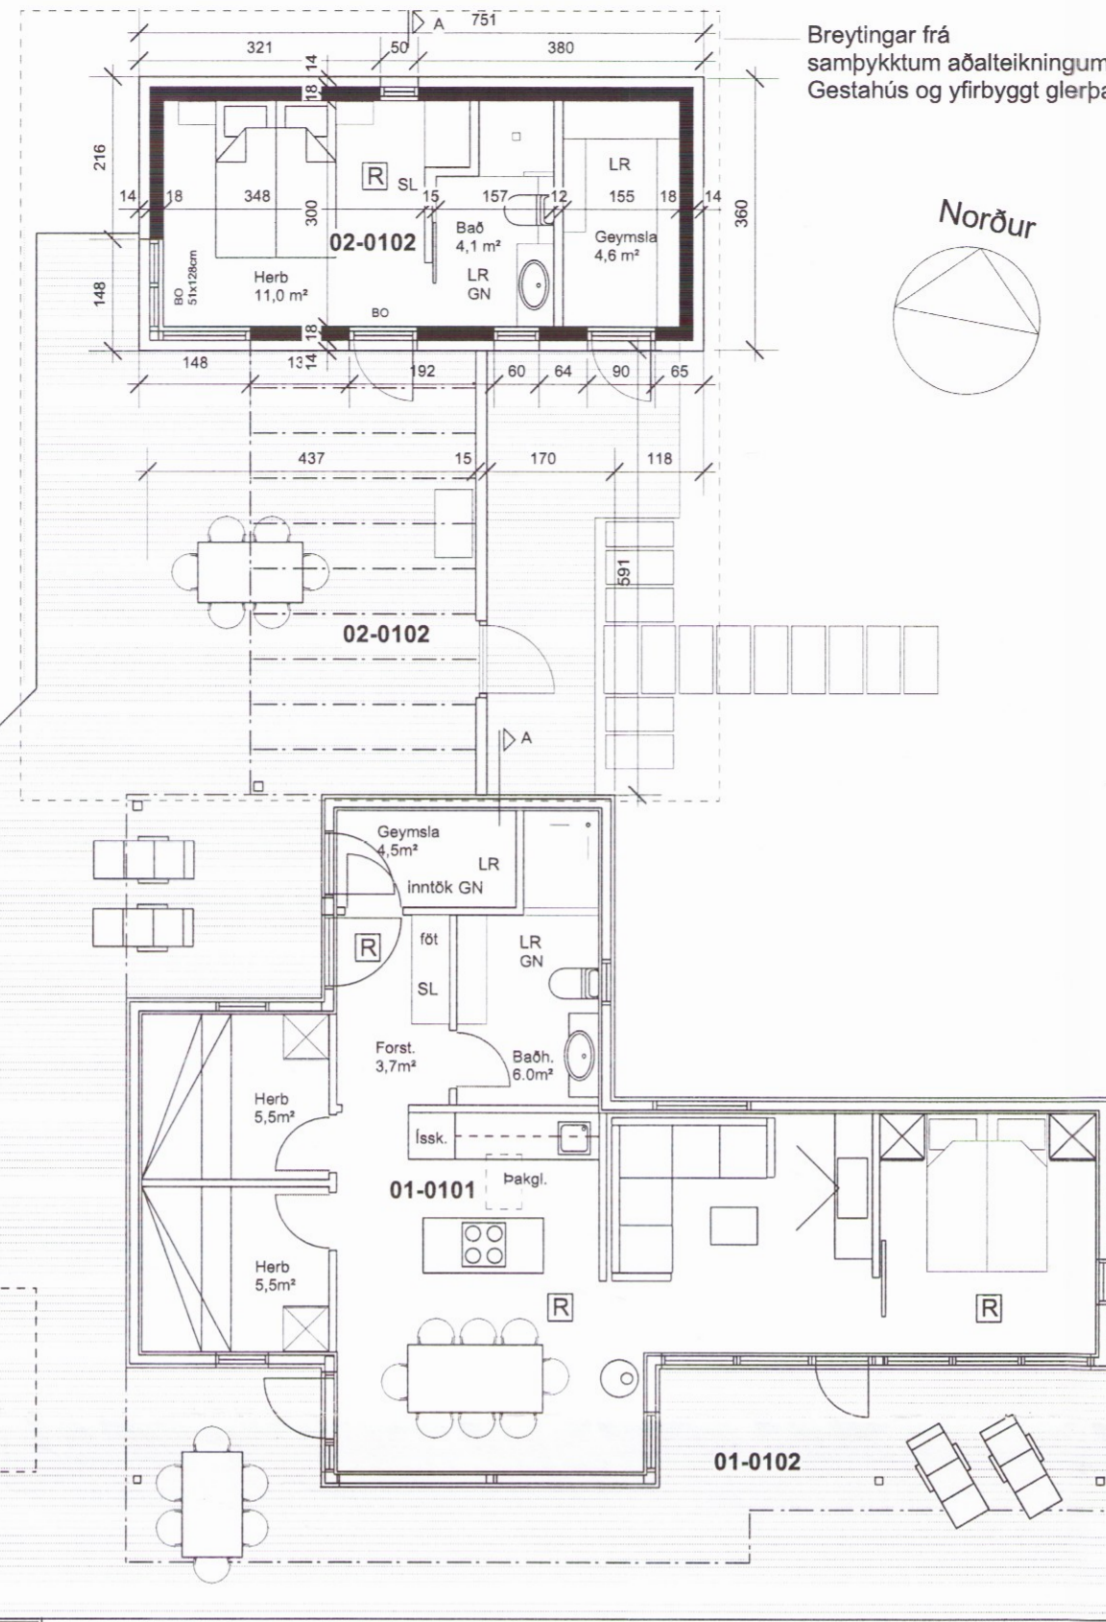 751
A
321
50
380
Breytingar frá
samþykktum aðalteikningum
Gestahús og yfirbyggt glerþa
14
18
216
R
SL
LR
14
18
348
300
15
157
12
155
18
14
360
02-0102
Bað
4,1 m²
Geymsla
4,6 m²
Norður
BO
51x128cm
Herb
11,0 m²
LR
GN
148
BO
18
14
148
192
60
64
90
65
437
15
170
118
591
02-0102
A
Geymsla
4,5m²
LR
inntök GN
R
föt
SL
LR
GN
Forst.
3,7m²
Baðh.
6.0m²
Herb
5,5m²
Íssk.
Þakgl.
01-0101
Herb
5,5m²
R
R
01-0102